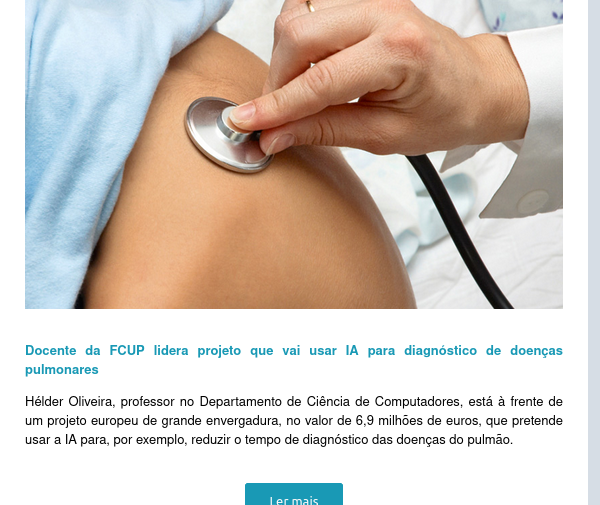 Docente da FCUP lidera projeto que vai usar IA para diagnóstico de doenças
pulmonares
Hélder Oliveira, professor no Departamento de Ciência de Computadores, está à frente de
um projeto europeu de grande envergadura, no valor de 6,9 milhões de euros, que pretende
usar a IA para, por exemplo, reduzir o tempo de diagnóstico das doenças do pulmão.
Ler mais